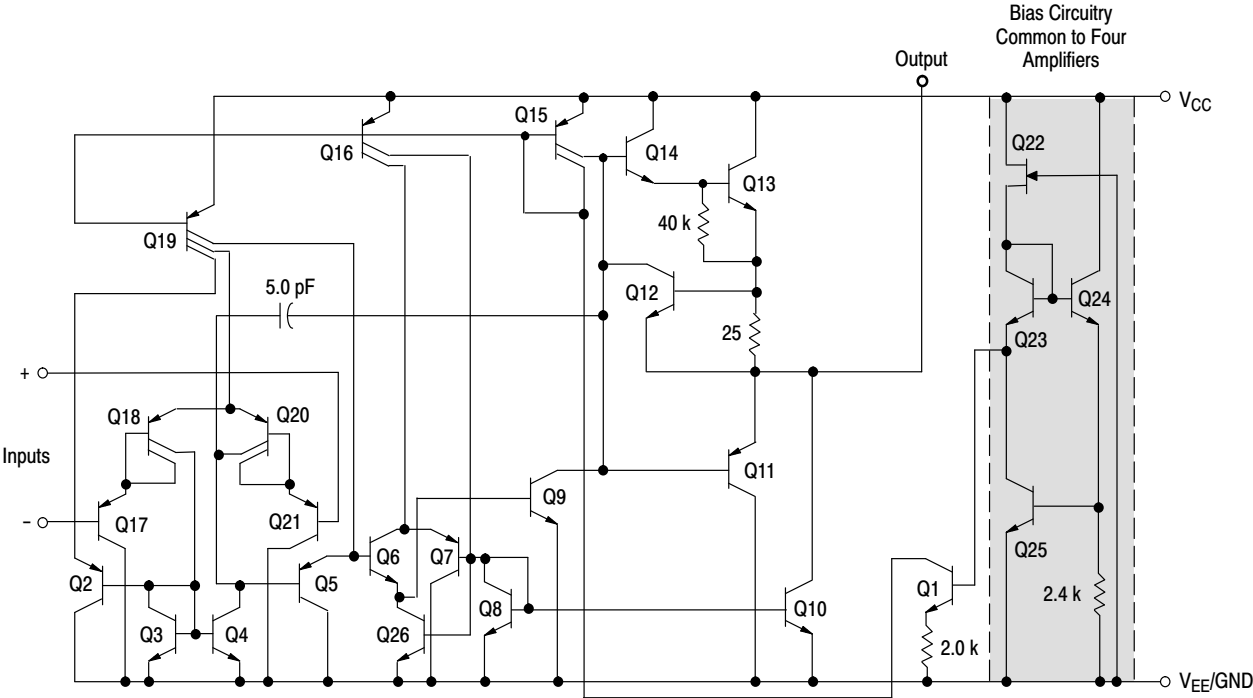 Bias Circuitry
Common to Four
Amplifiers
Output
V_CC
Q15
Q16
Q14
Q13
Q22
40 k
Q19
5.0 pF
Q12
Q24
25
Q23
+
Q18
Q20
Inputs
Q11
Q9
-
Q17
Q21
Q25
Q2
Q5
Q6
Q7
Q1
2.4 k
Q8
Q10
Q3
Q4
Q26
2.0 k
V_EE/GND